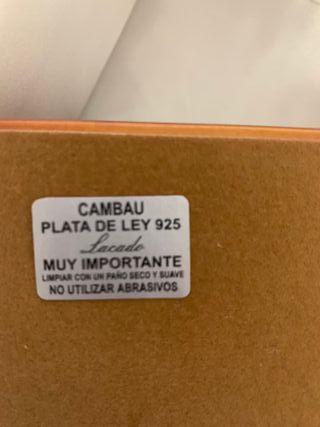 CAMBAU
PLATA DE LEY 925
Lacado
MUY IMPORTANTE
LIMPIAR CON UN PAÑO SECO Y SUAVE
NO UTILIZAR ABRASIVOS